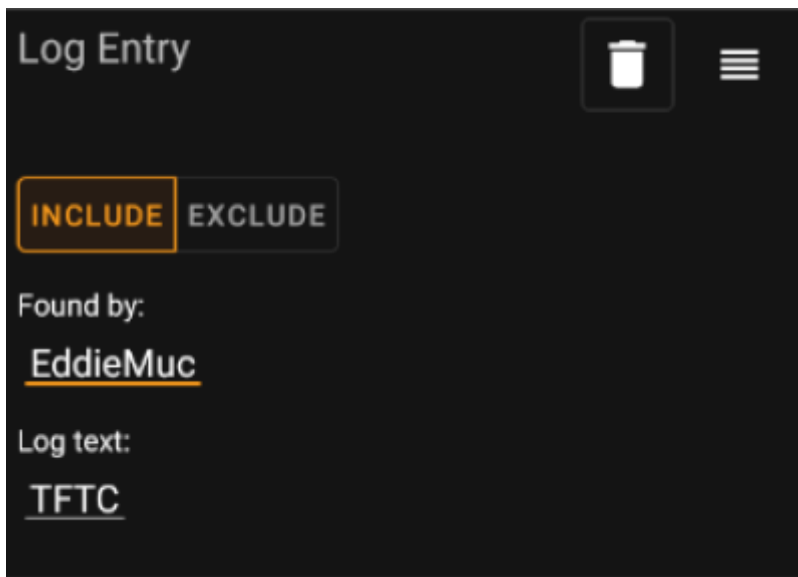 Log Entry
INCLUDE EXCLUDE
Found by:
EddieMuc
Log text:
TFTC